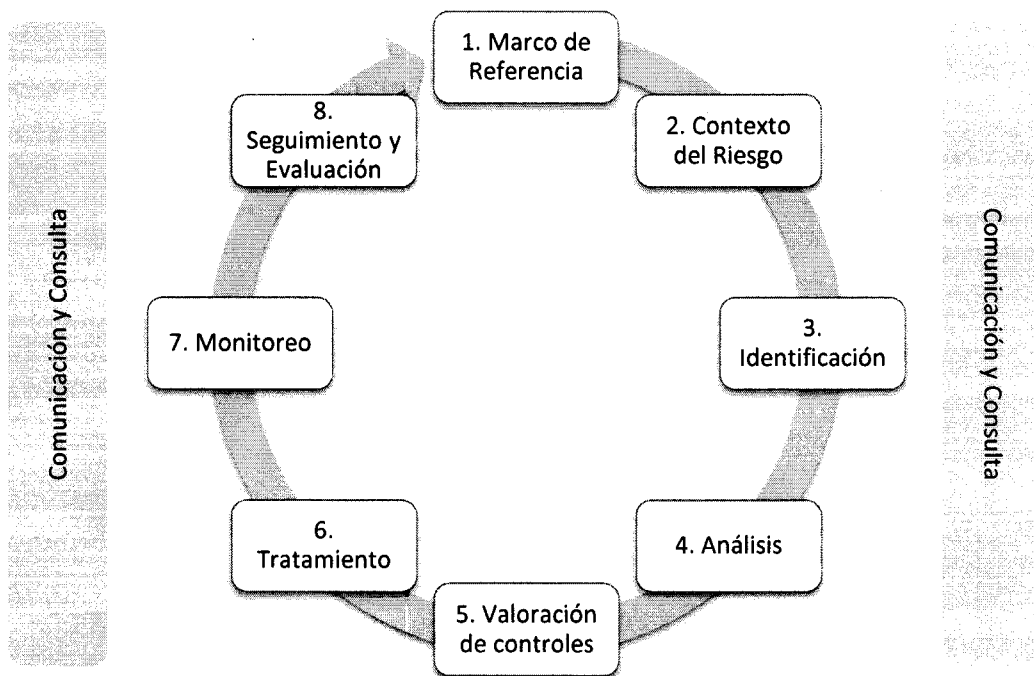 1. Marco de
Referencia
2. Contexto
del Riesgo
3.
Identificación
4. Análisis
5. Valoración
de controles
6.
Tratamiento
7. Monitoreo
8.
Seguimiento y
Evaluación
Comunicación y Consulta
Comunicación y Consulta